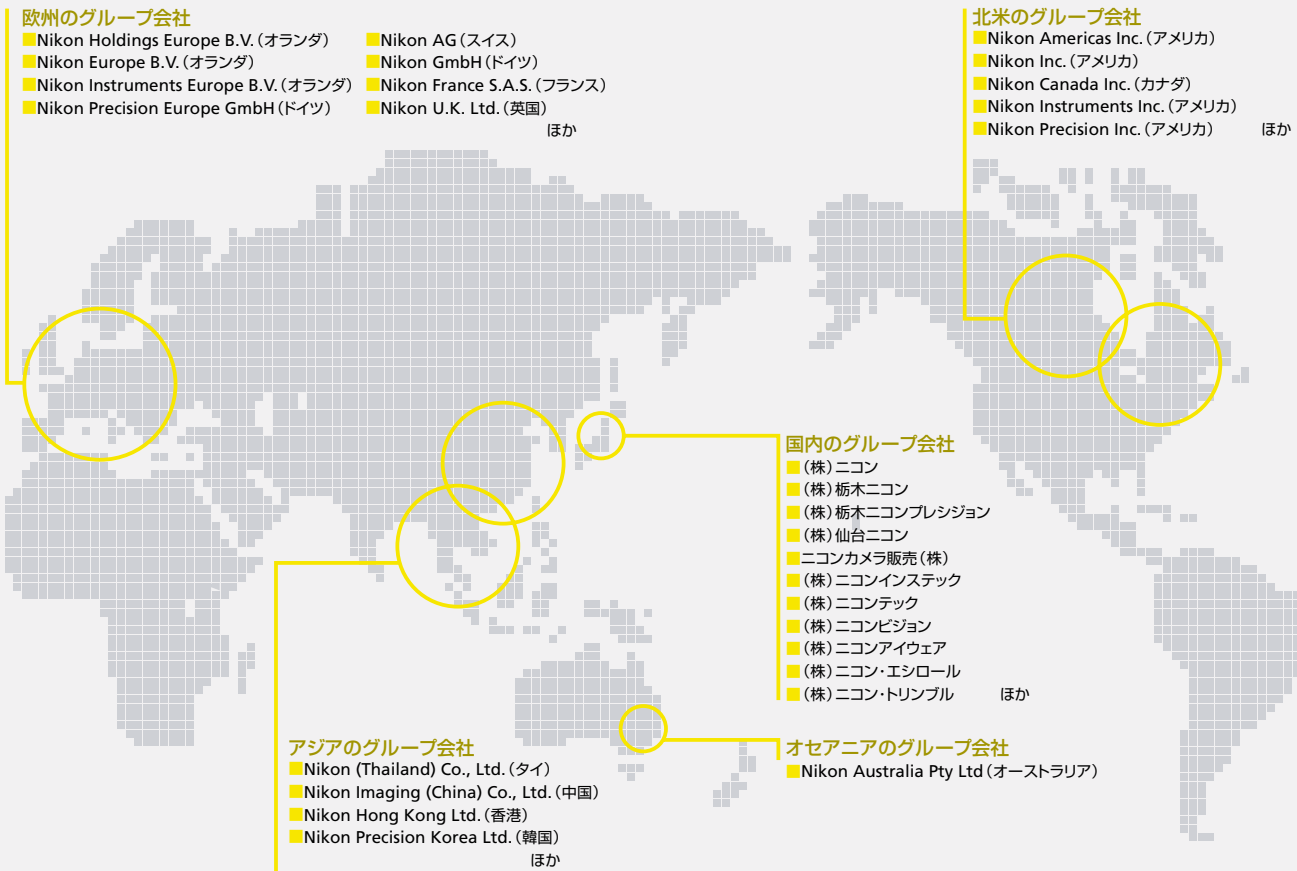 欧州のグループ会社
■Nikon Holdings Europe B.V.（オランダ）
■Nikon Europe B.V.（オランダ）
■Nikon Instruments Europe B.V.（オランダ）
■Nikon Precision Europe GmbH（ドイツ）
■Nikon AG（スイス）
■Nikon GmbH（ドイツ）
■Nikon France S.A.S.（フランス）
■Nikon U.K. Ltd.（英国）
ほか
北米のグループ会社
■Nikon Americas Inc.（アメリカ）
■Nikon Inc.（アメリカ）
■Nikon Canada Inc.（カナダ）
■Nikon Instruments Inc.（アメリカ）
■Nikon Precision Inc.（アメリカ） ほか
国内のグループ会社
■（株）ニコン
■（株）栃木ニコン
■（株）栃木ニコンプレシジョン
■（株）仙台ニコン
■ニコンカメラ販売（株）
■（株）ニコンインステック
■（株）ニコンテック
■（株）ニコンビジョン
■（株）ニコンアイウェア
■（株）ニコン・エシロール
■（株）ニコン・トリンブル ほか
アジアのグループ会社
■Nikon (Thailand) Co., Ltd.（タイ）
■Nikon Imaging (China) Co., Ltd.（中国）
■Nikon Hong Kong Ltd.（香港）
■Nikon Precision Korea Ltd.（韓国）
ほか
オセアニアのグループ会社
■Nikon Australia Pty Ltd（オーストラリア）